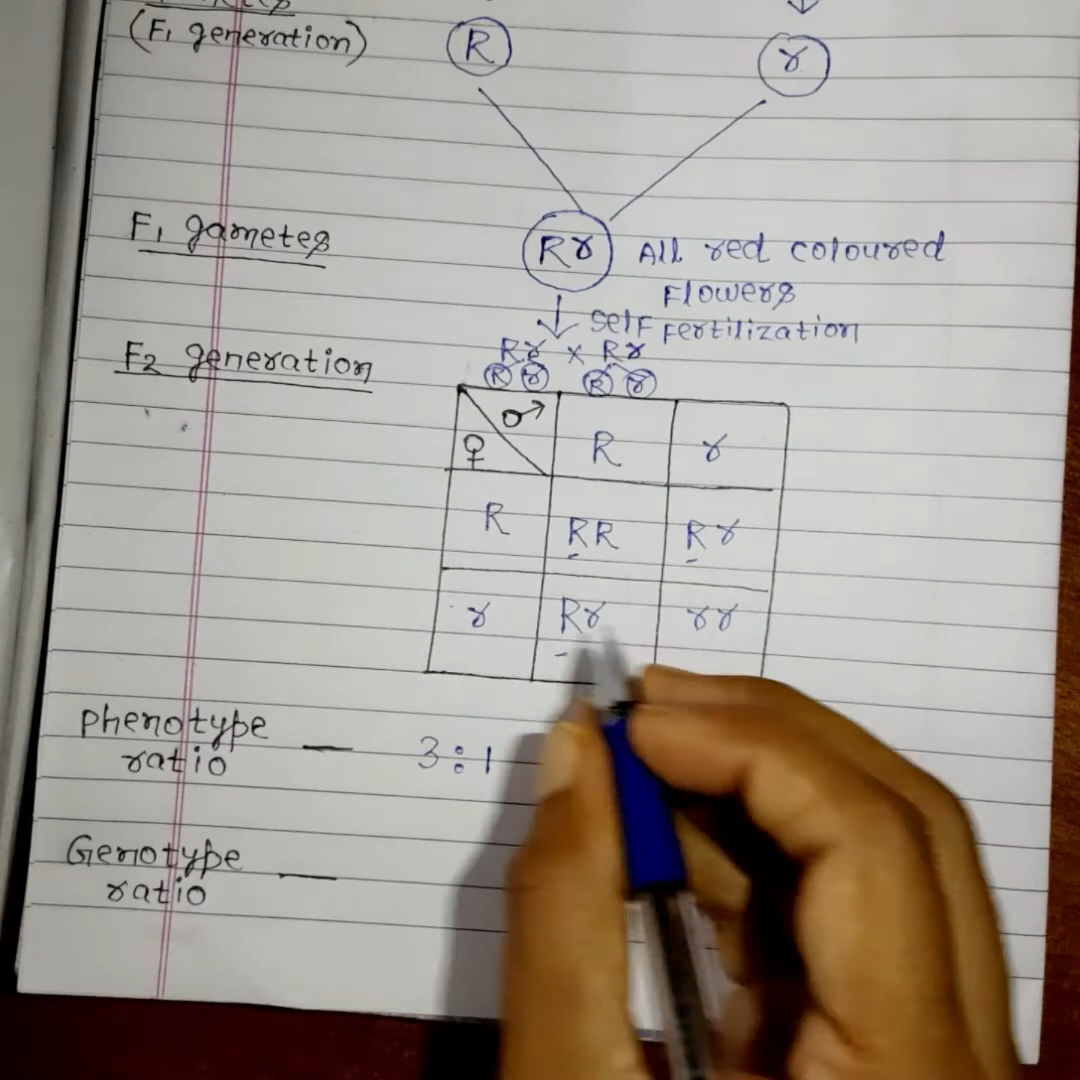 (F1 generation)
R
r
F1 gametes
Rr All red coloured
Flowers
Self Fertilization
F2 generation
Rr x Rr
R r R r
♀ ♂ R r
R RR Rr
r Rr rr
Phenotype
ratio — 3:1
Genotype
ratio —